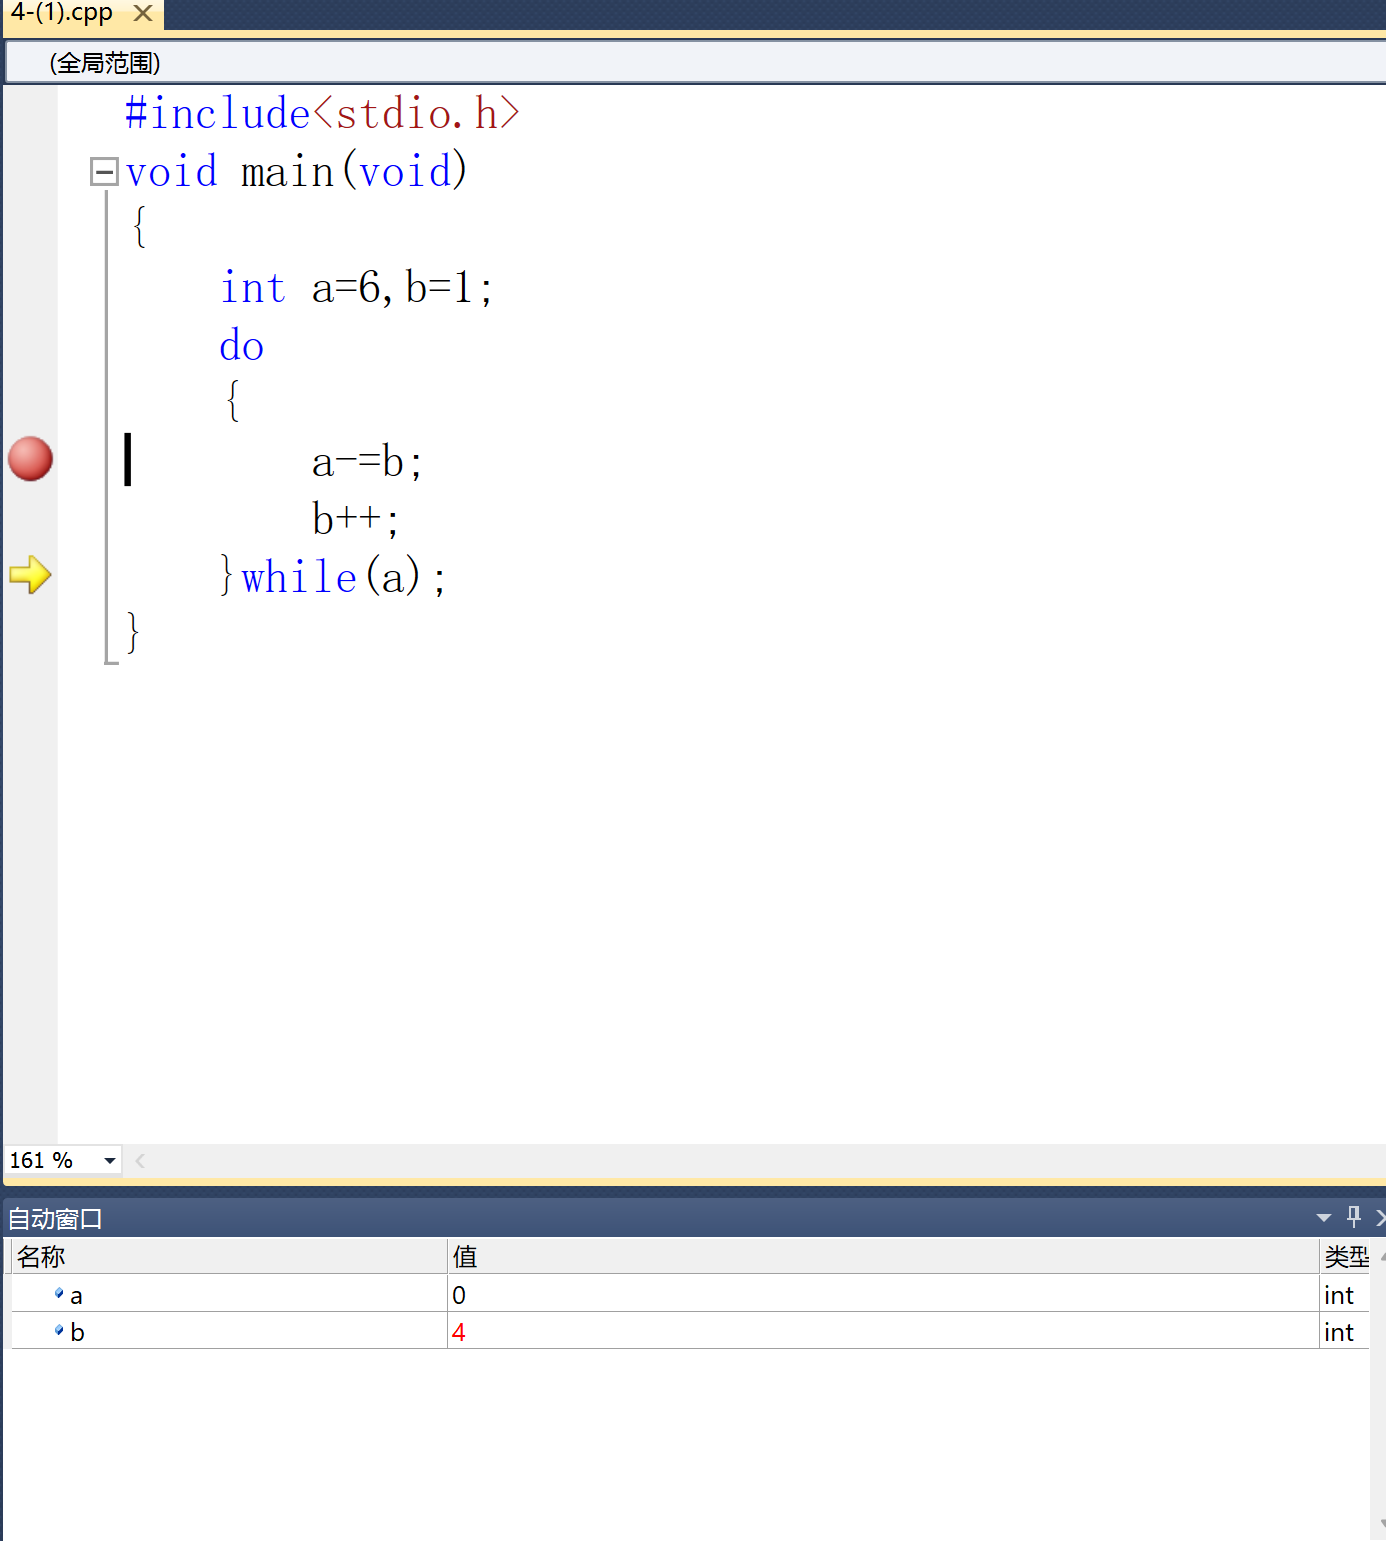 4-(1).cpp
(全局范围)
#include<stdio.h>
void main(void)
{
int a=6,b=1;
do
{
a-=b;
b++;
}while(a);
}
161 %
自动窗口
名称 值 类型
a 0 int
b 4 int